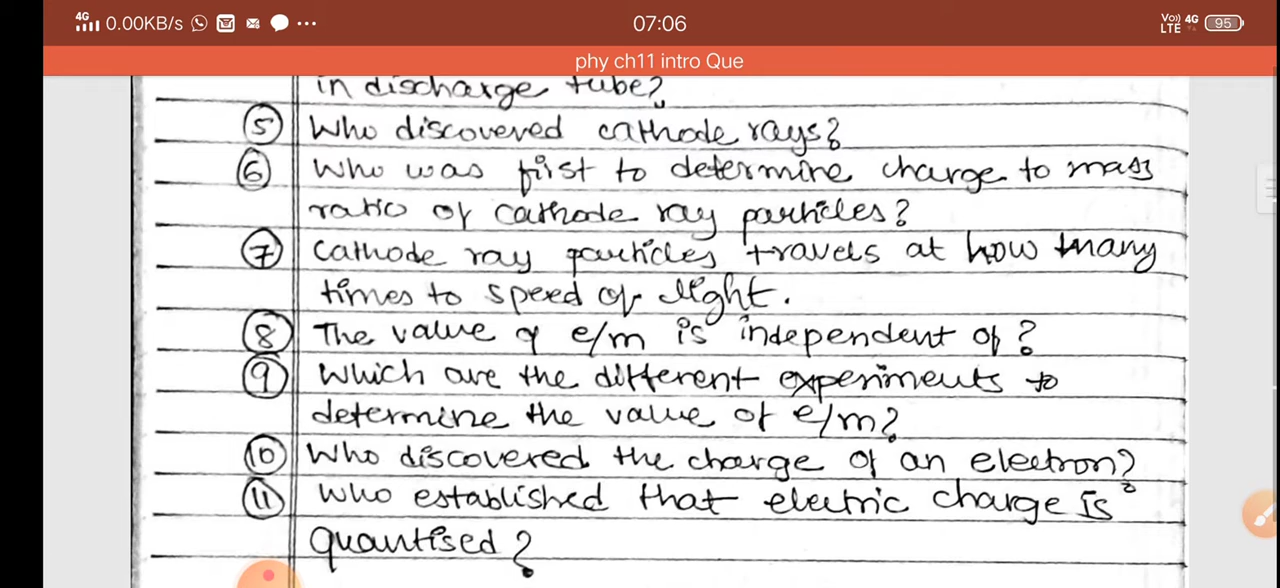 4G 0.00KB/s 07:06 Vo) 4G LTE 95
phy ch11 intro Que
in discharge tube?
5 Who discovered cathode rays?
6 Who was first to determine charge to mass
ratio of cathode ray particles?
7 Cathode ray particles travels at how many
times to speed of light.
8 The value of e/m is independent of?
9 Which are the different experiments to
determine the value of e/m?
10 Who discovered the charge of an electron?
11 Who established that electric charge is
quantised?